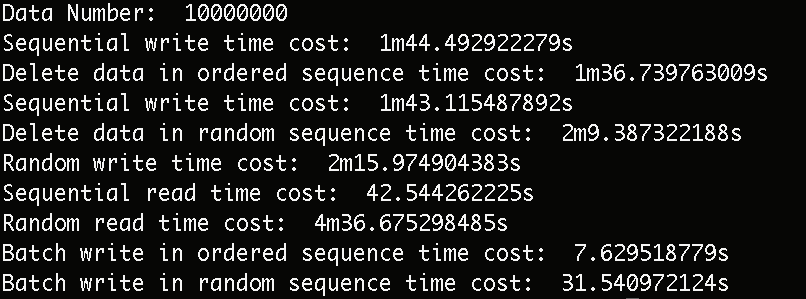 Data Number:  10000000
Sequential write time cost:  1m44.492922279s
Delete data in ordered sequence time cost:  1m36.739763009s
Sequential write time cost:  1m43.115487892s
Delete data in random sequence time cost:  2m9.387322188s
Random write time cost:  2m15.974904383s
Sequential read time cost:  42.544262225s
Random read time cost:  4m36.675298485s
Batch write in ordered sequence time cost:  7.629518779s
Batch write in random sequence time cost:  31.540972124s